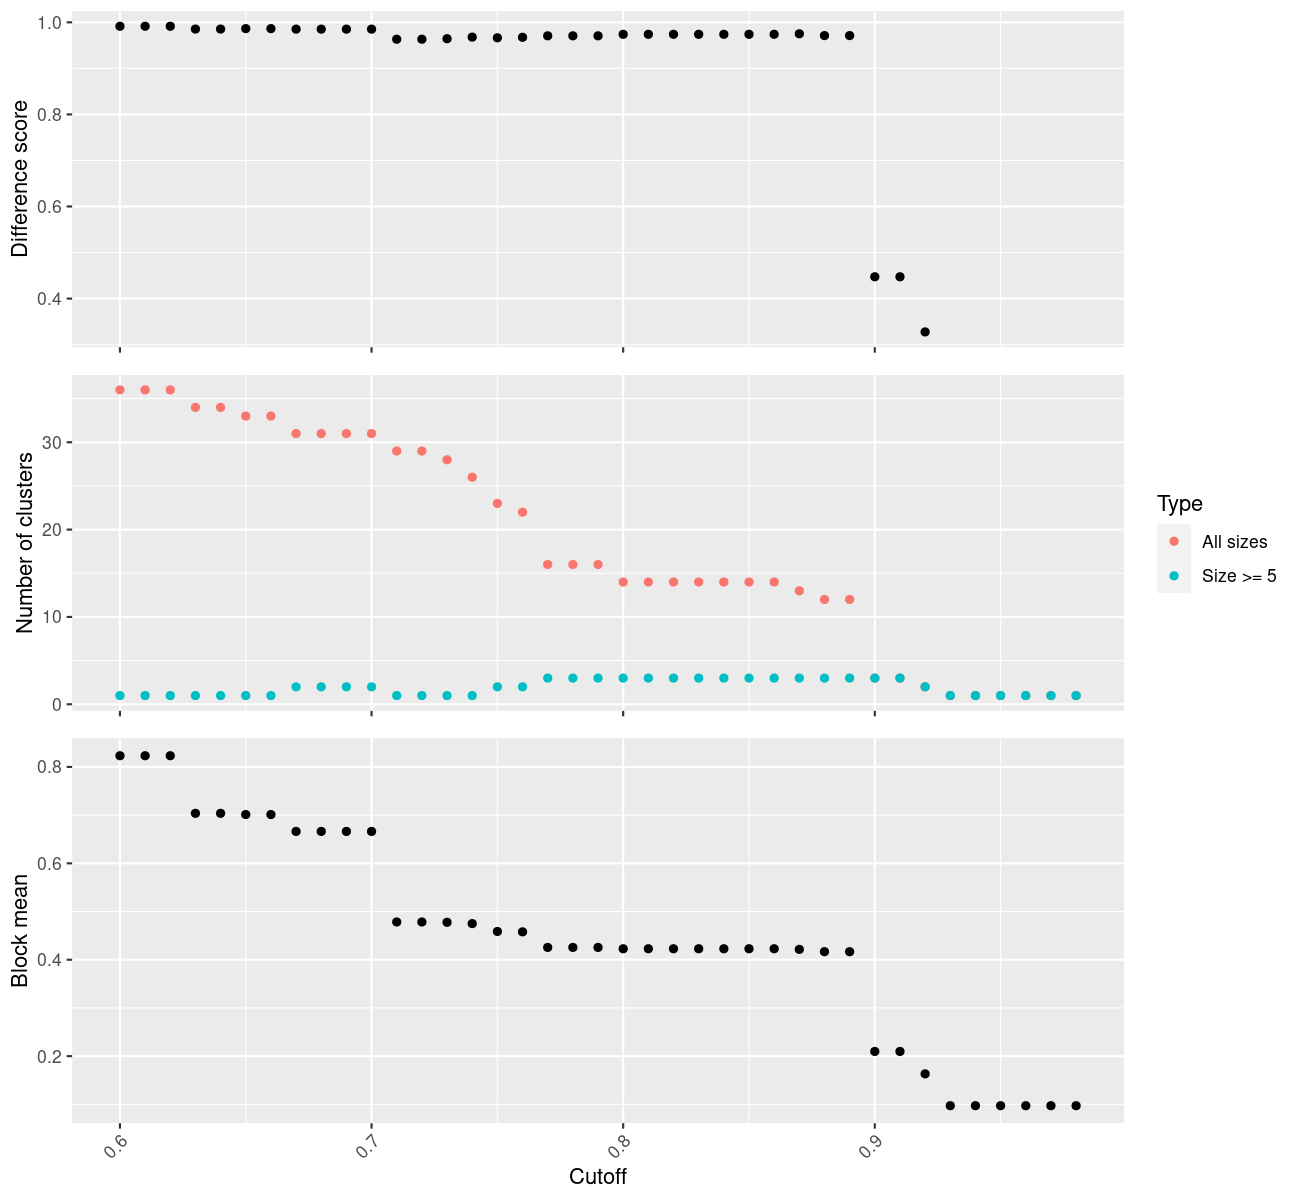 Difference score
1.0
0.8
0.6
0.4
Number of clusters
30
20
10
0
Type
All sizes
Size >= 5
Block mean
0.8
0.6
0.4
0.2
0.6
0.7
0.8
0.9
Cutoff